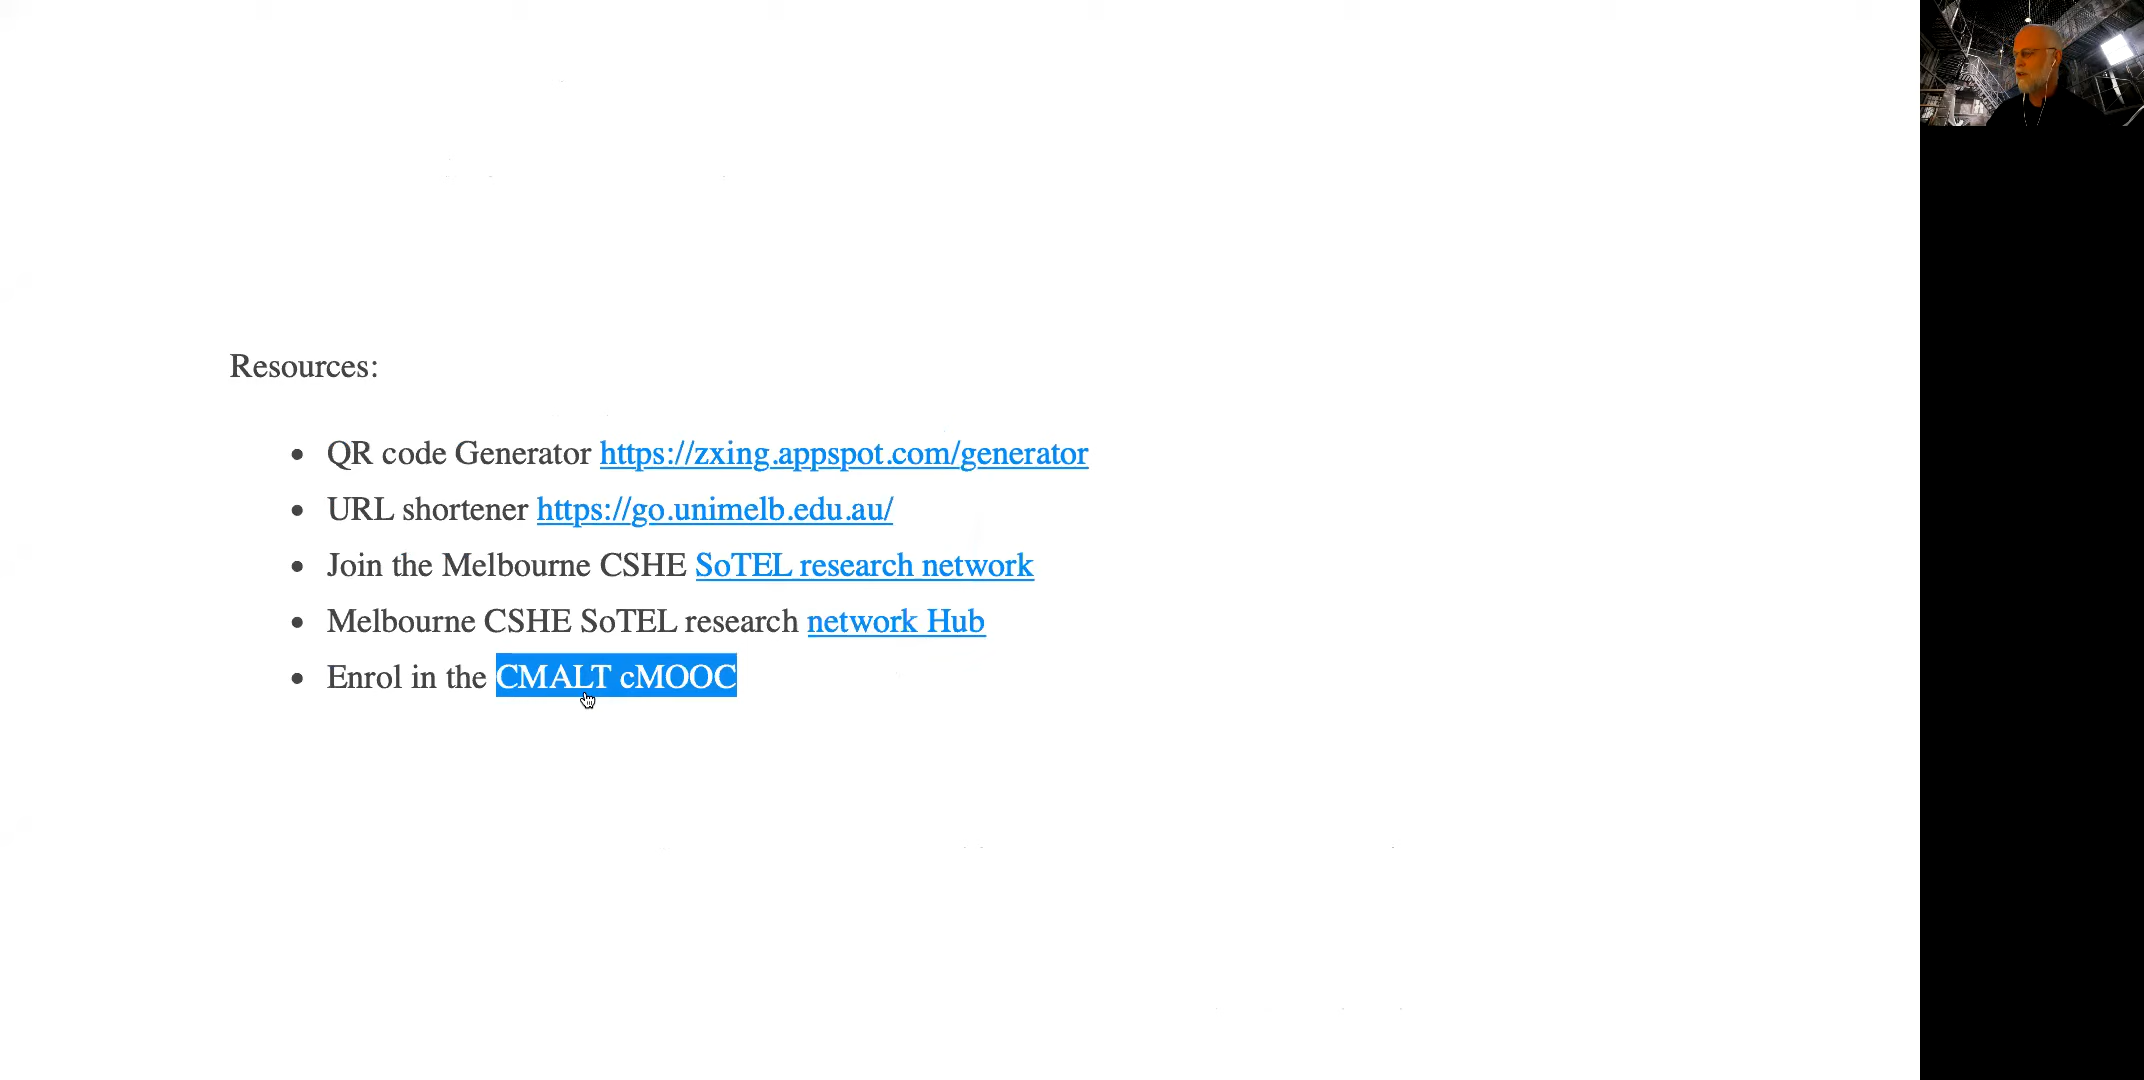 Resources:
QR code Generator https://zxing.appspot.com/generator
URL shortener https://go.unimelb.edu.au/
Join the Melbourne CSHE SoTEL research network
Melbourne CSHE SoTEL research network Hub
Enrol in the CMALT cMOOC